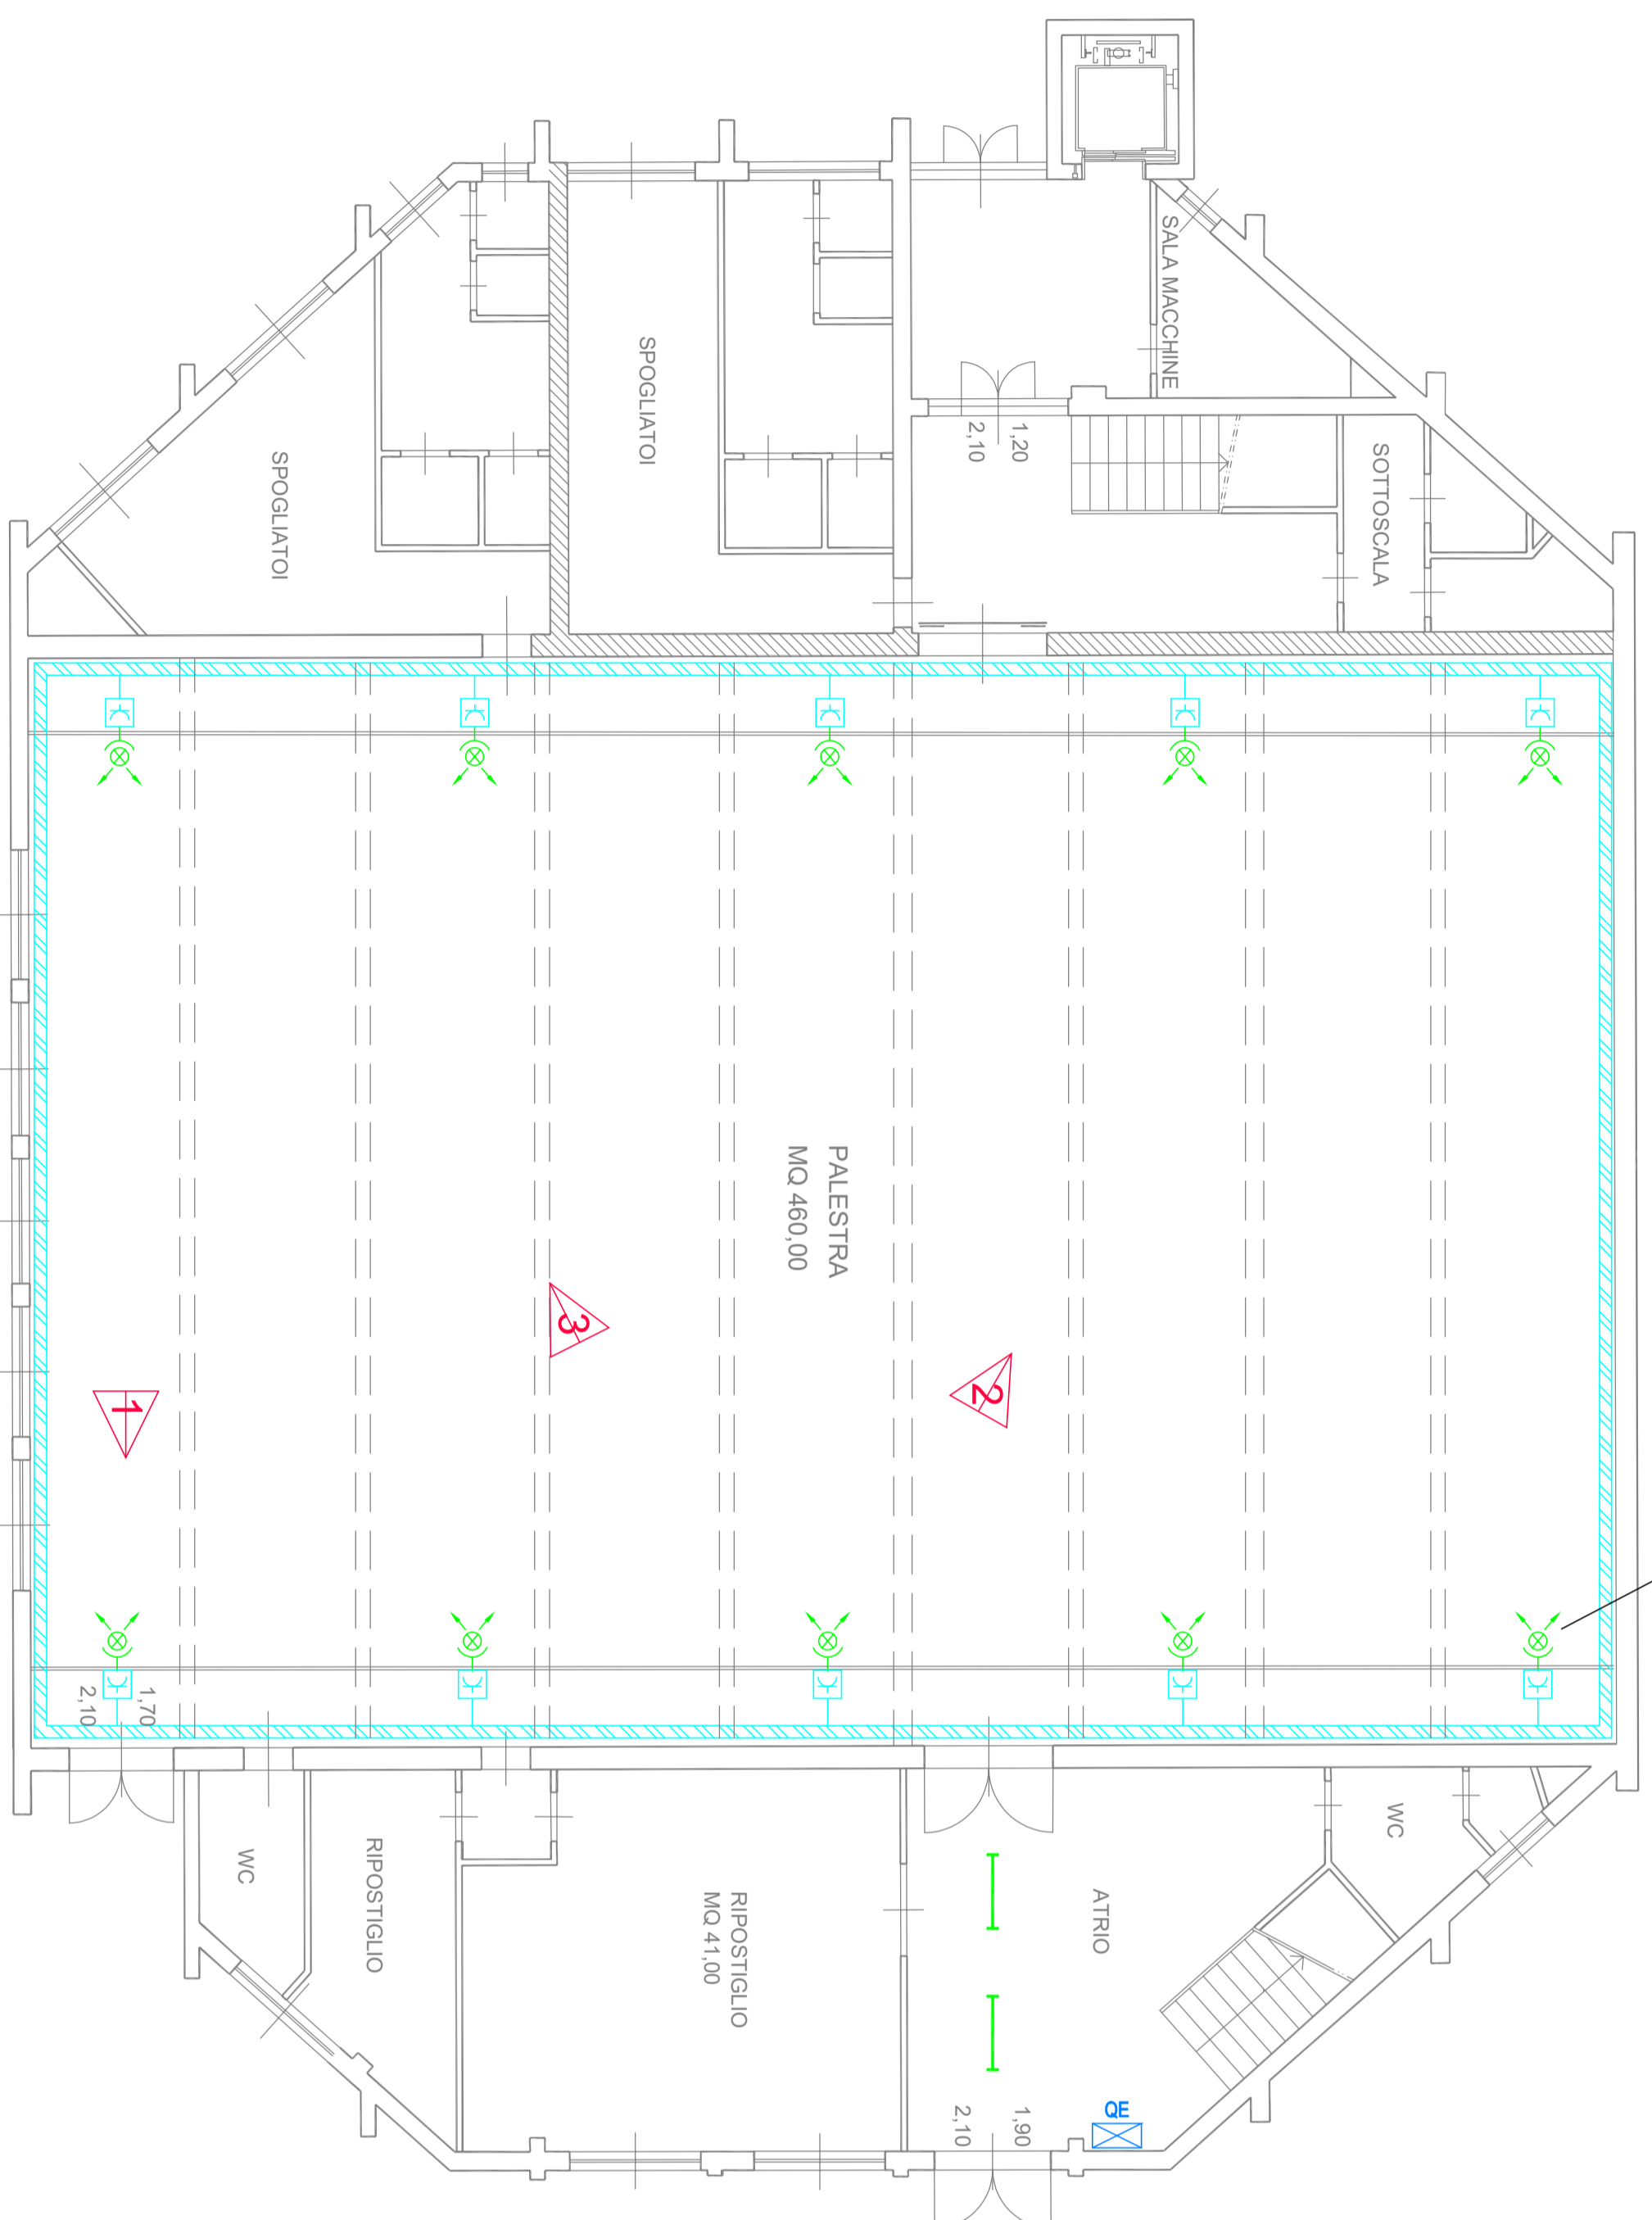 SALA MACCHINE
SPOGLIATOI
1,20
2,10
SOTTOSCALA
SPOGLIATOI
PALESTRA
MQ 460,00
3
2
1
1,70
2,10
WC
WC
RIPOSTIGLIO
RIPOSTIGLIO
MQ 41,00
ATRIO
QE
1,90
2,10